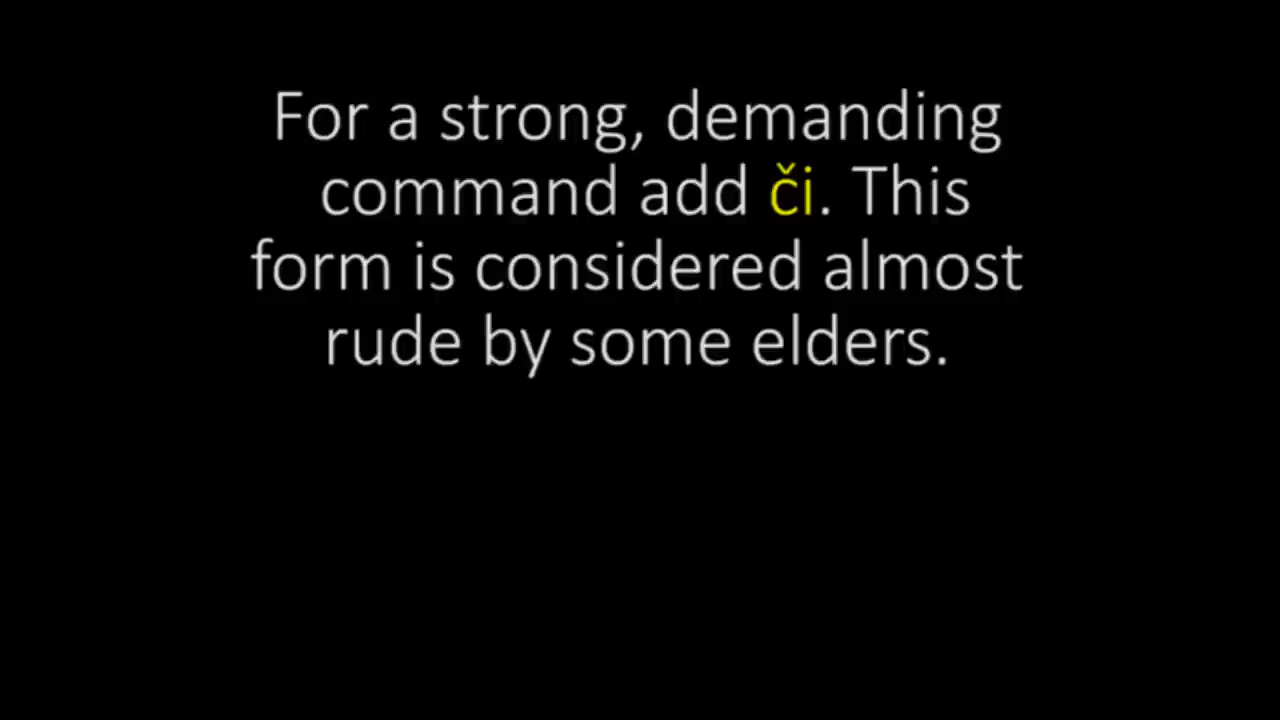 For a strong, demanding
command add či. This
form is considered almost
rude by some elders.